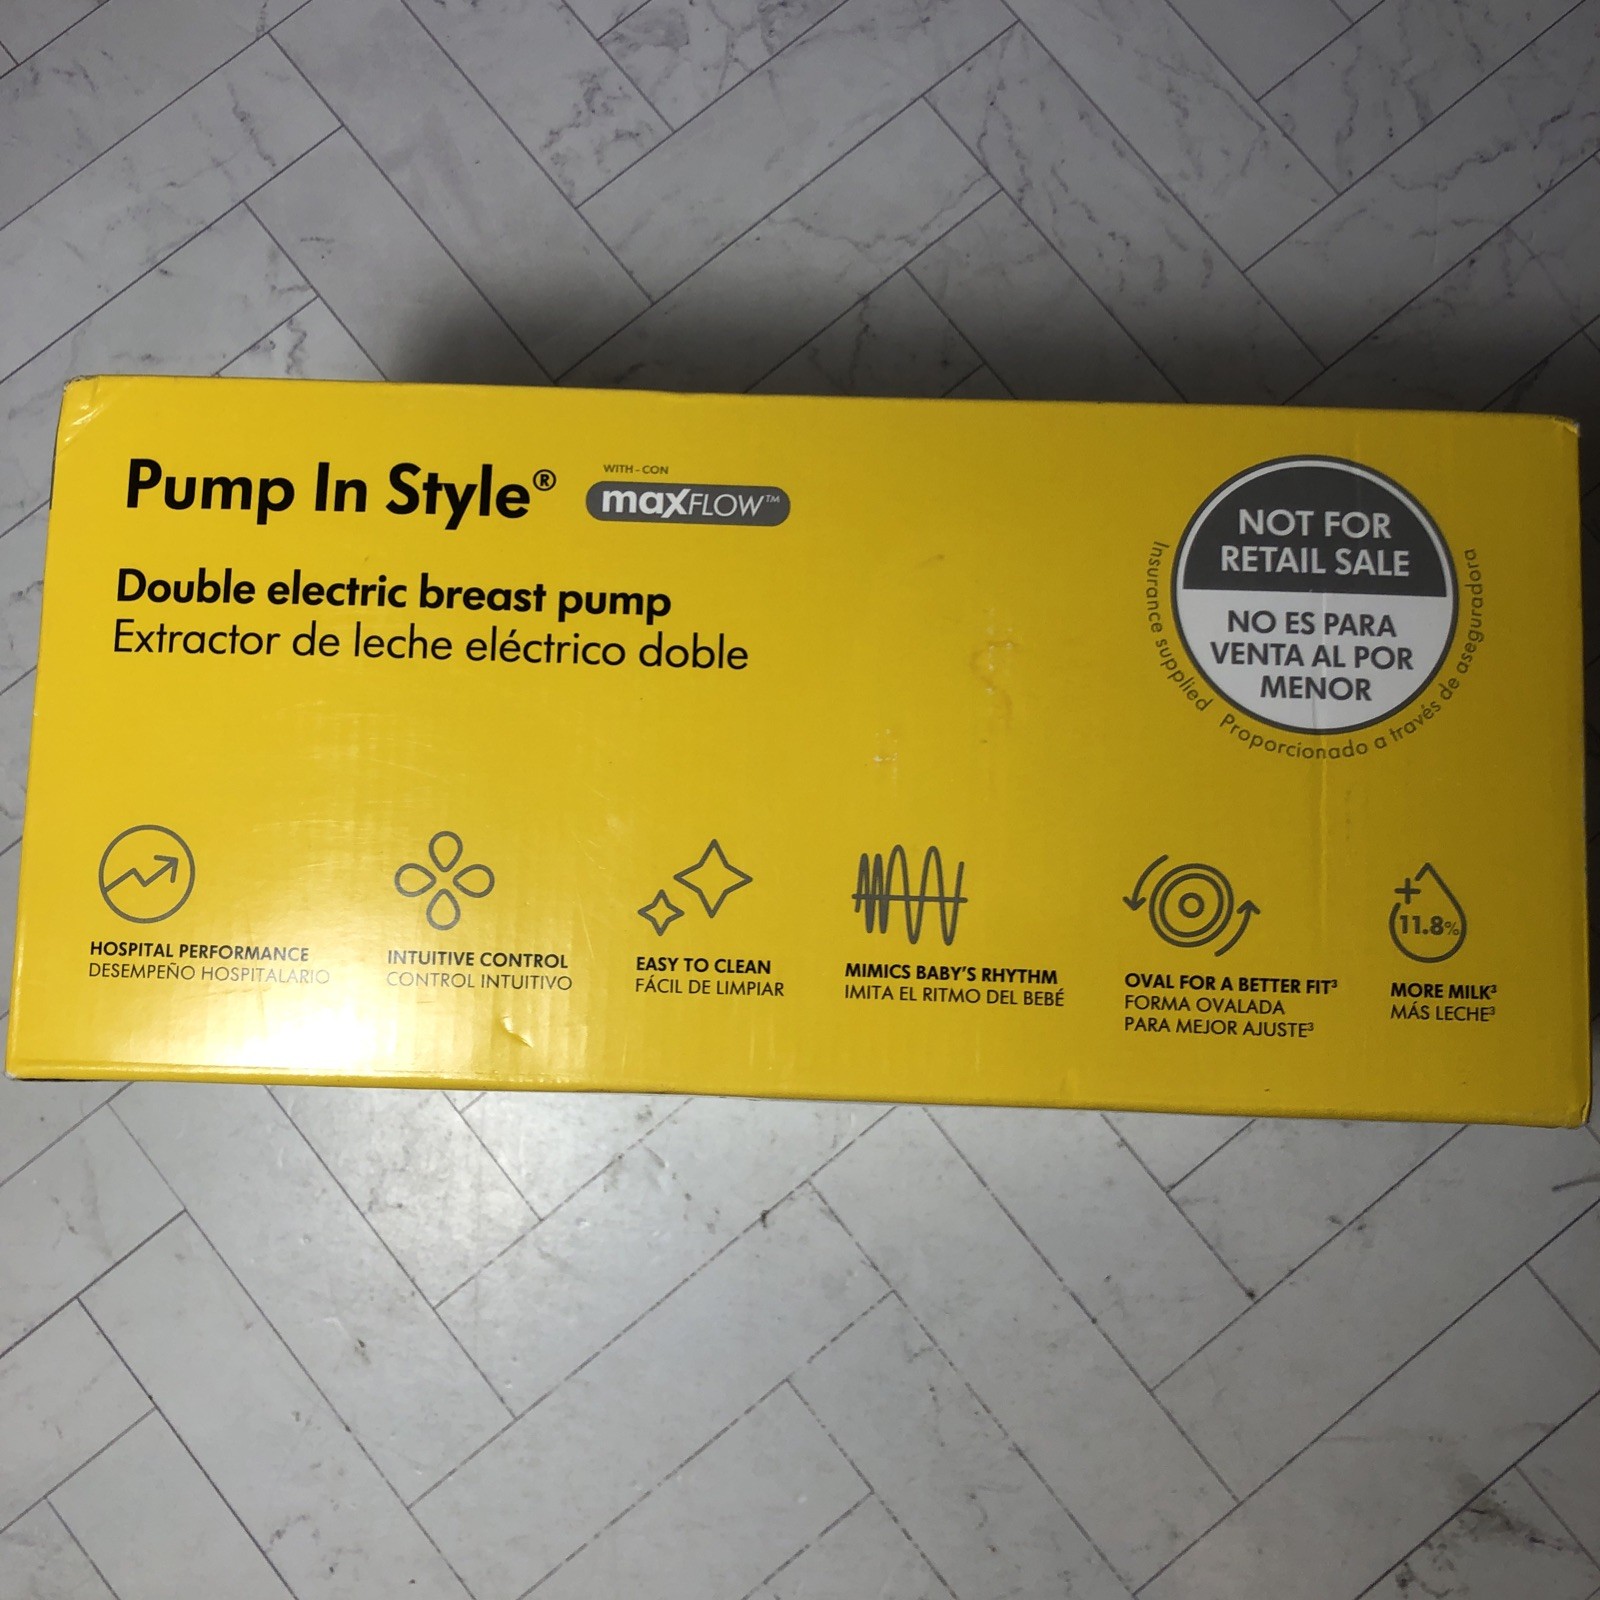 Pump In Style®
WITH-CON
maxFLOW™
Double electric breast pump
Extractor de leche eléctrico doble
NOT FOR
RETAIL SALE
NO ES PARA
VENTA AL POR
MENOR
Insurance supplied Proporcionado a través de aseguradora
HOSPITAL PERFORMANCE
DESEMPEÑO HOSPITALARIO
INTUITIVE CONTROL
CONTROL INTUITIVO
EASY TO CLEAN
FÁCIL DE LIMPIAR
MIMICS BABY'S RHYTHM
IMITA EL RITMO DEL BEBÉ
OVAL FOR A BETTER FIT³
FORMA OVALADA
PARA MEJOR AJUSTE³
+
11.8%
MORE MILK³
MÁS LECHE³